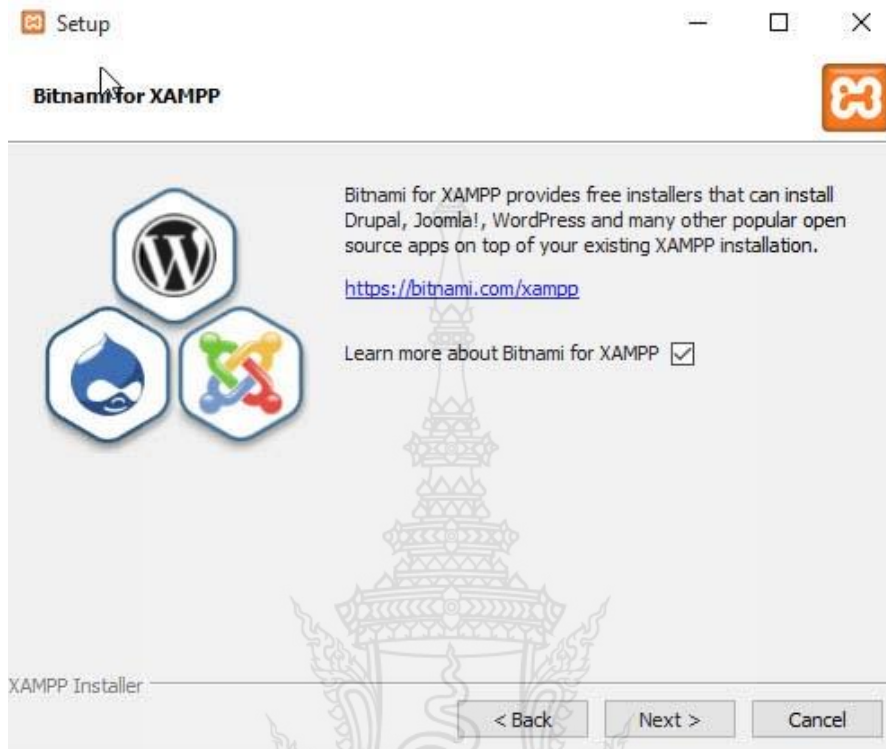 Setup
Bitnami for XAMPP
Bitnami for XAMPP provides free installers that can install
Drupal, Joomla!, WordPress and many other popular open
source apps on top of your existing XAMPP installation.
https://bitnami.com/xampp
Learn more about Bitnami for XAMPP
XAMPP Installer
< Back
Next >
Cancel